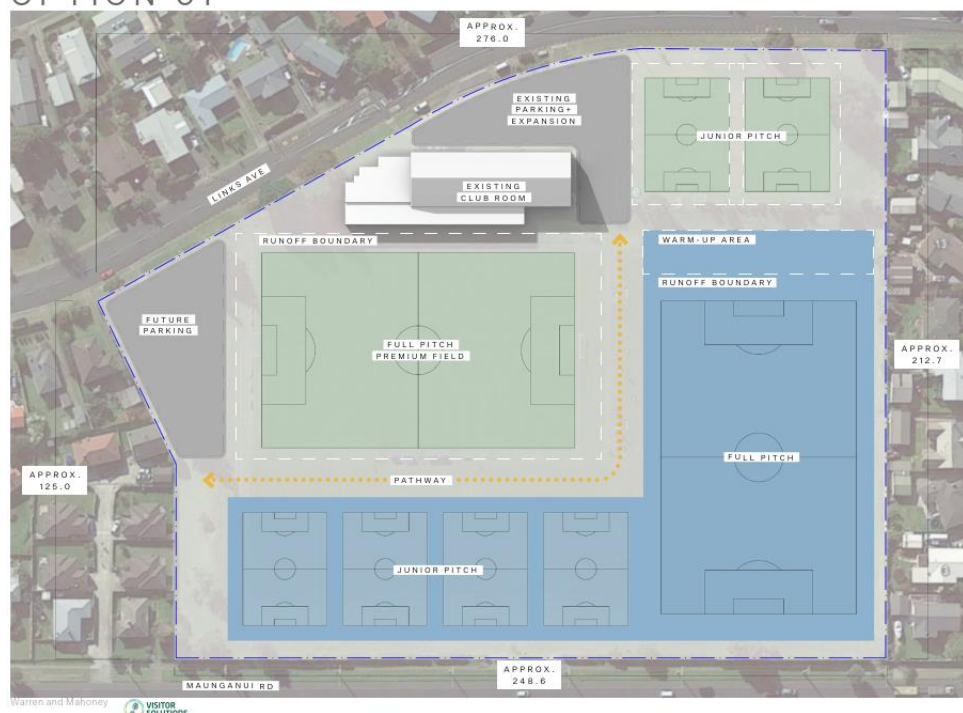 OPTION 01
APPROX.
276.0
EXISTING
PARKING+
EXPANSION
JUNIOR PITCH
LINKS AVE
EXISTING
CLUB ROOM
RUNOFF BOUNDARY
WARM-UP AREA
RUNOFF BOUNDARY
FUTURE
PARKING
FULL PITCH
PREMIUM FIELD
APPROX.
212.7
FULL PITCH
APPROX.
125.0
PATHWAY
JUNIOR PITCH
APPROX.
248.6
MAUNGANUI RD
Warren and Mahoney
VISITOR
SOLUTIONS